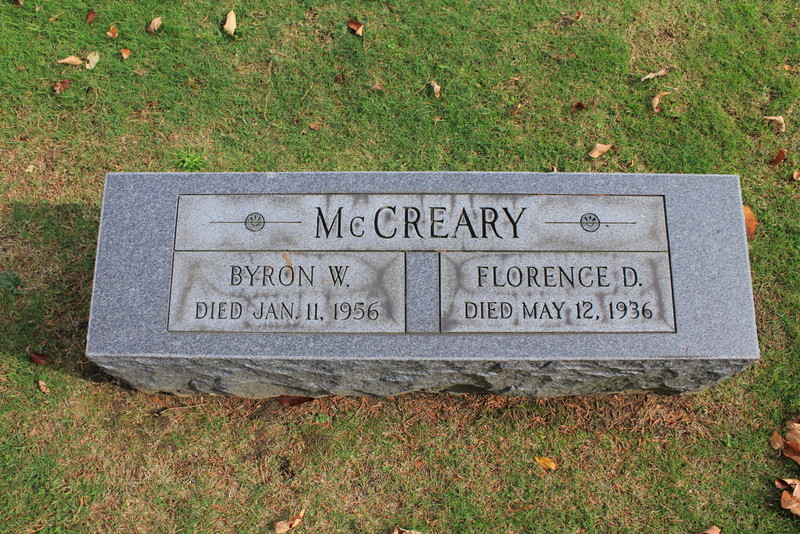 McCREARY
BYRON W.
DIED JAN. 11, 1956
FLORENCE D.
DIED MAY 12, 1936